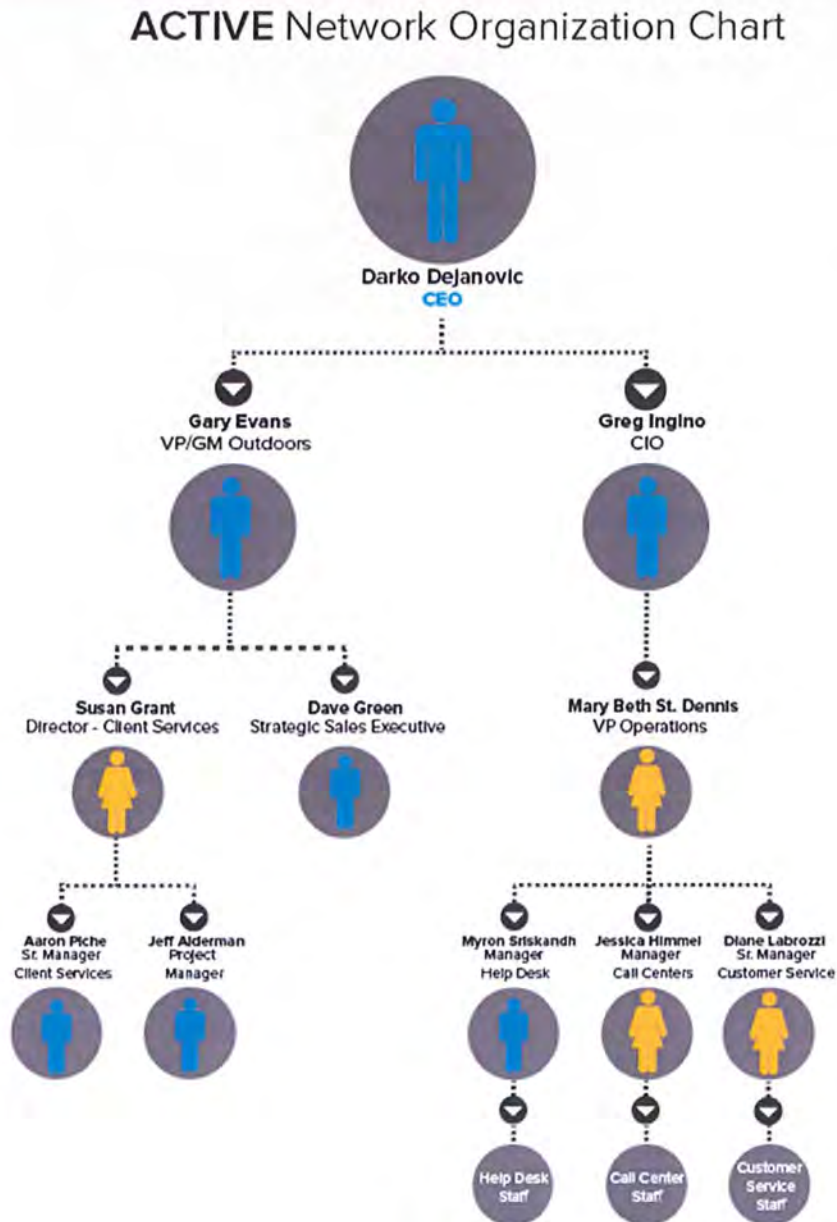 ACTIVE Network Organization Chart
Darko Dejanovic
CEO
Gary Evans
VP/GM Outdoors
Greg Ingino
CIO
Susan Grant
Director - Client Services
Dave Green
Strategic Sales Executive
Mary Beth St. Dennis
VP Operations
Aaron Piche
Sr. Manager
Client Services
Jeff Alderman
Project
Manager
Myron Sriskandh
Manager
Help Desk
Jessica Himmel
Manager
Call Centers
Diane Labrozzi
Sr. Manager
Customer Service
Help Desk
Staff
Call Center
Staff
Customer
Service
Staff